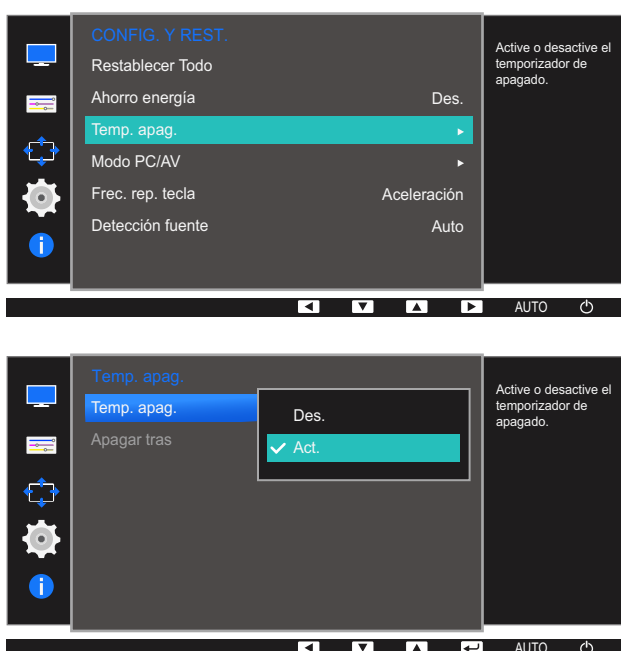 CONFIG. Y REST.
Restablecer Todo
Ahorro energía Des.
Temp. apag.
Modo PC/AV
Frec. rep. tecla Aceleración
Detección fuente Auto
Active o desactive el
temporizador de
apagado.
AUTO
Temp. apag.
Temp. apag.
Apagar tras
Des.
Act.
Active o desactive el
temporizador de
apagado.
AUTO